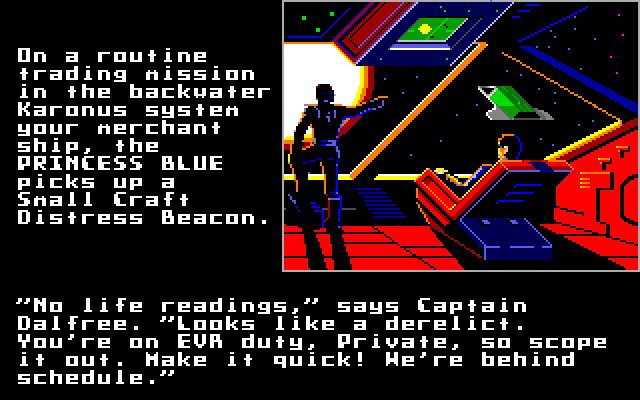 On a routine
trading mission
in the backwater
Karonus system
your merchant
ship, the
PRINCESS BLUE
picks up a
Small Craft
Distress Beacon.
"No life readings," says Captain
Dalfree. "Looks like a derelict.
You're on EVR duty, Private, so scope
it out. Make it quick! We're behind
schedule."